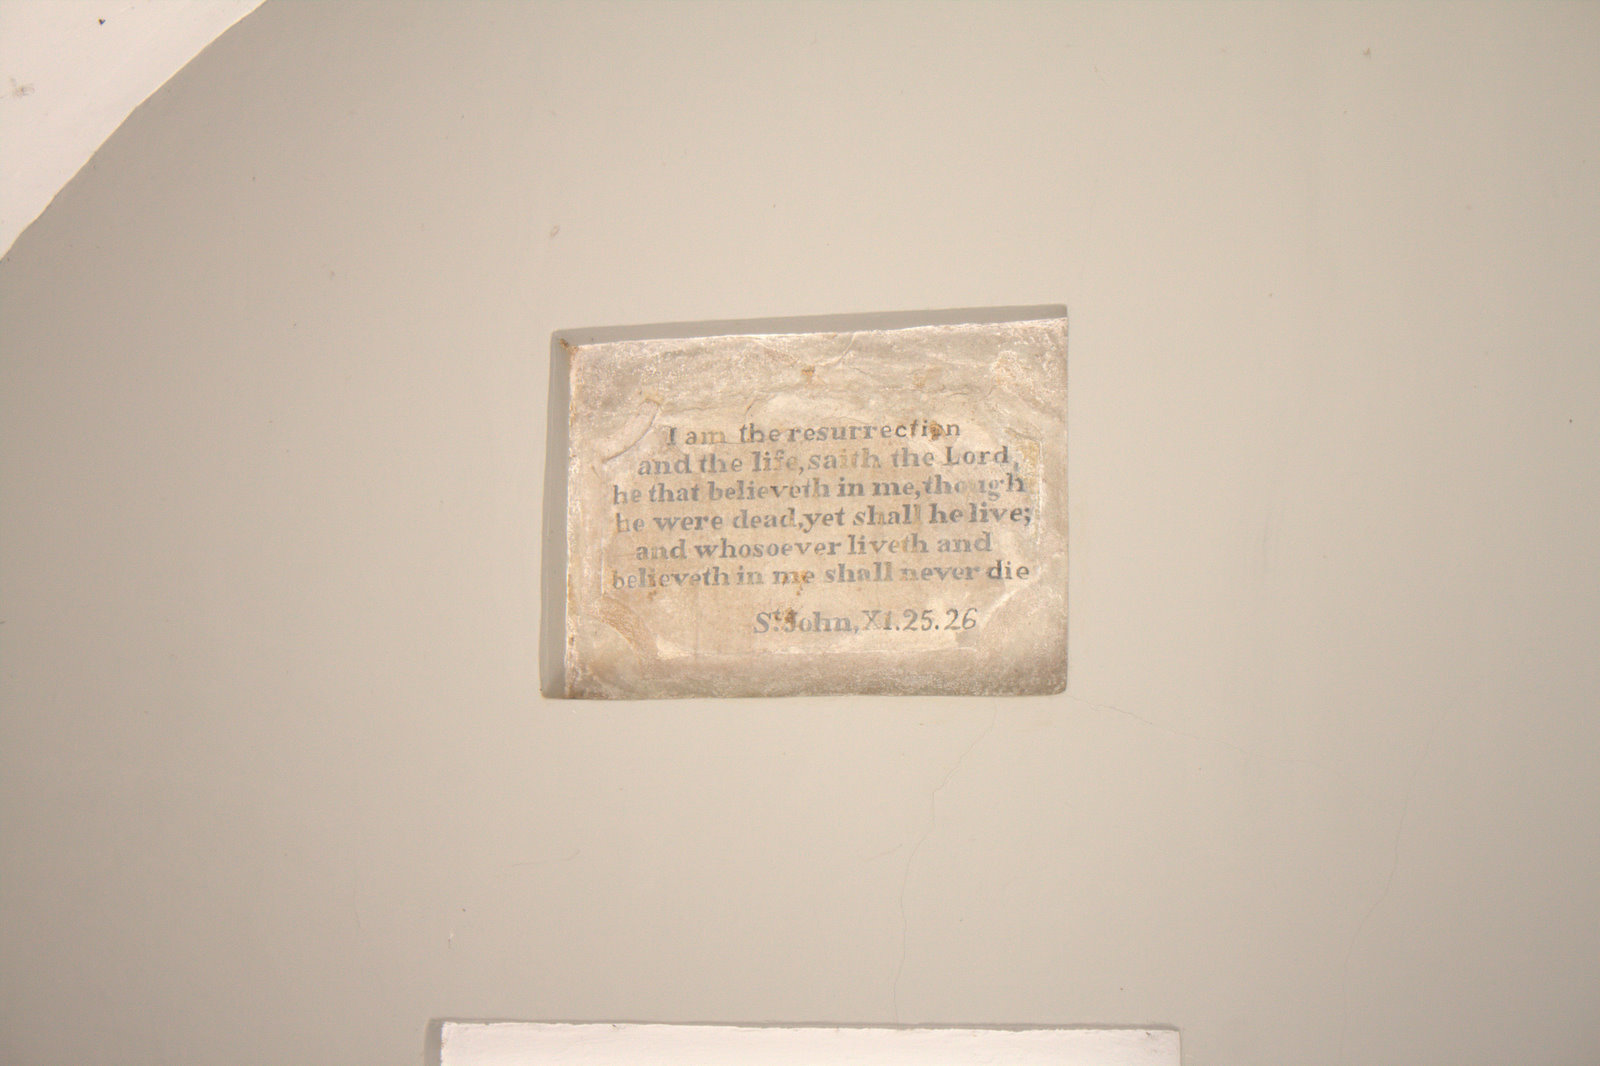 I am the resurrection
and the life, saith the Lord,
he that believeth in me, though
he were dead, yet shall he live;
and whosoever liveth and
believeth in me shall never die
St. John, XI. 25. 26